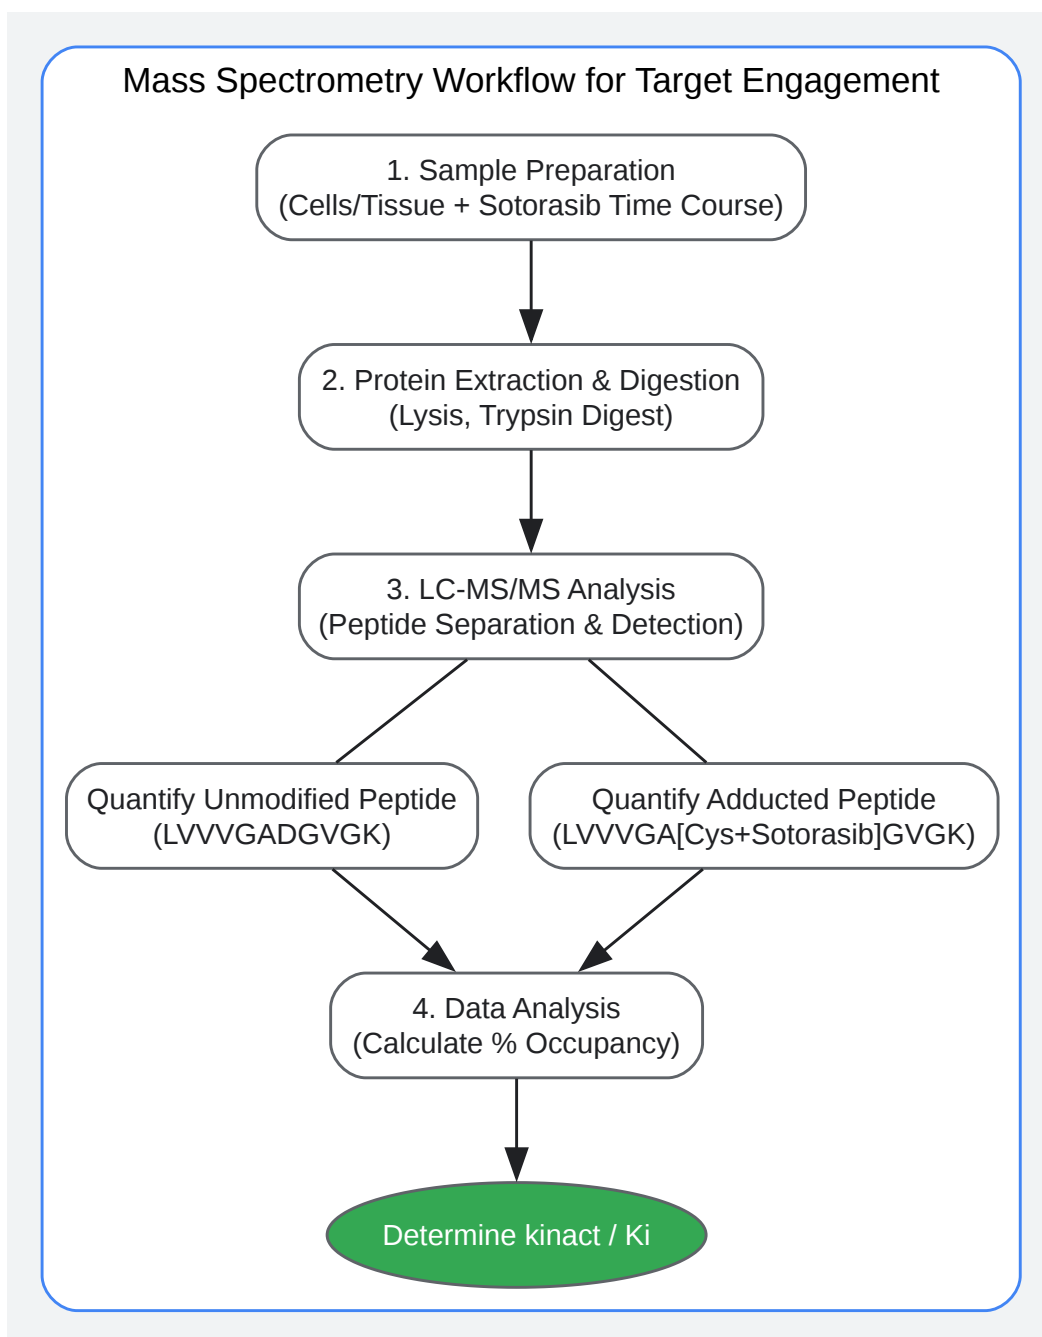 Mass Spectrometry Workflow for Target Engagement
1. Sample Preparation
(Cells/Tissue + Sotorasib Time Course)
2. Protein Extraction & Digestion
(Lysis, Trypsin Digest)
3. LC-MS/MS Analysis
(Peptide Separation & Detection)
Quantify Unmodified Peptide
(LVVVGADGVGK)
Quantify Adducted Peptide
(LVVVGA[Cys+Sotorasib]GVGK)
4. Data Analysis
(Calculate % Occupancy)
Determine kinact / Ki